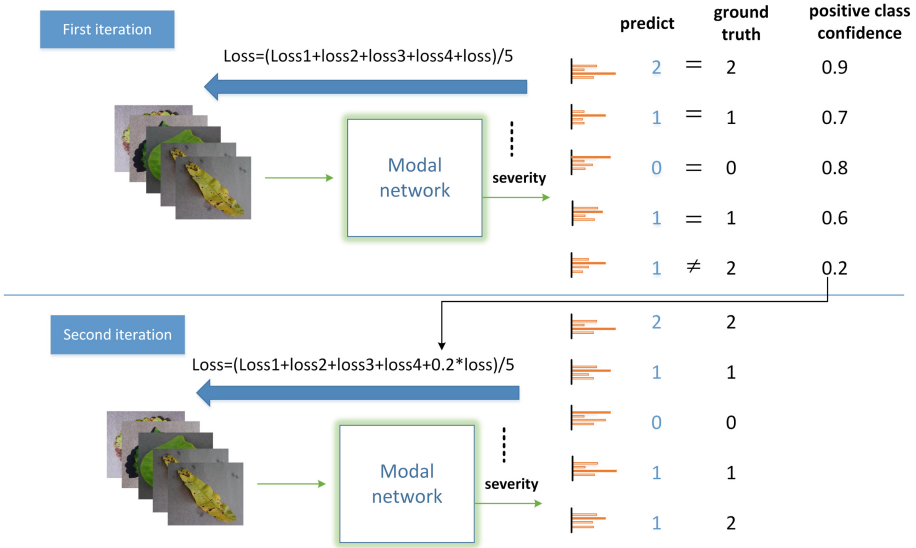 First iteration
Loss=(Loss1+loss2+loss3+loss4+loss)/5
predict
ground
truth
positive class
confidence
2 = 2 0.9
1 = 1 0.7
0 = 0 0.8
1 = 1 0.6
1 ≠ 2 0.2
Modal
network
severity
Second iteration
Loss=(Loss1+loss2+loss3+loss4+0.2*loss)/5
2 2
1 1
0 0
1 1
1 2
Modal
network
severity